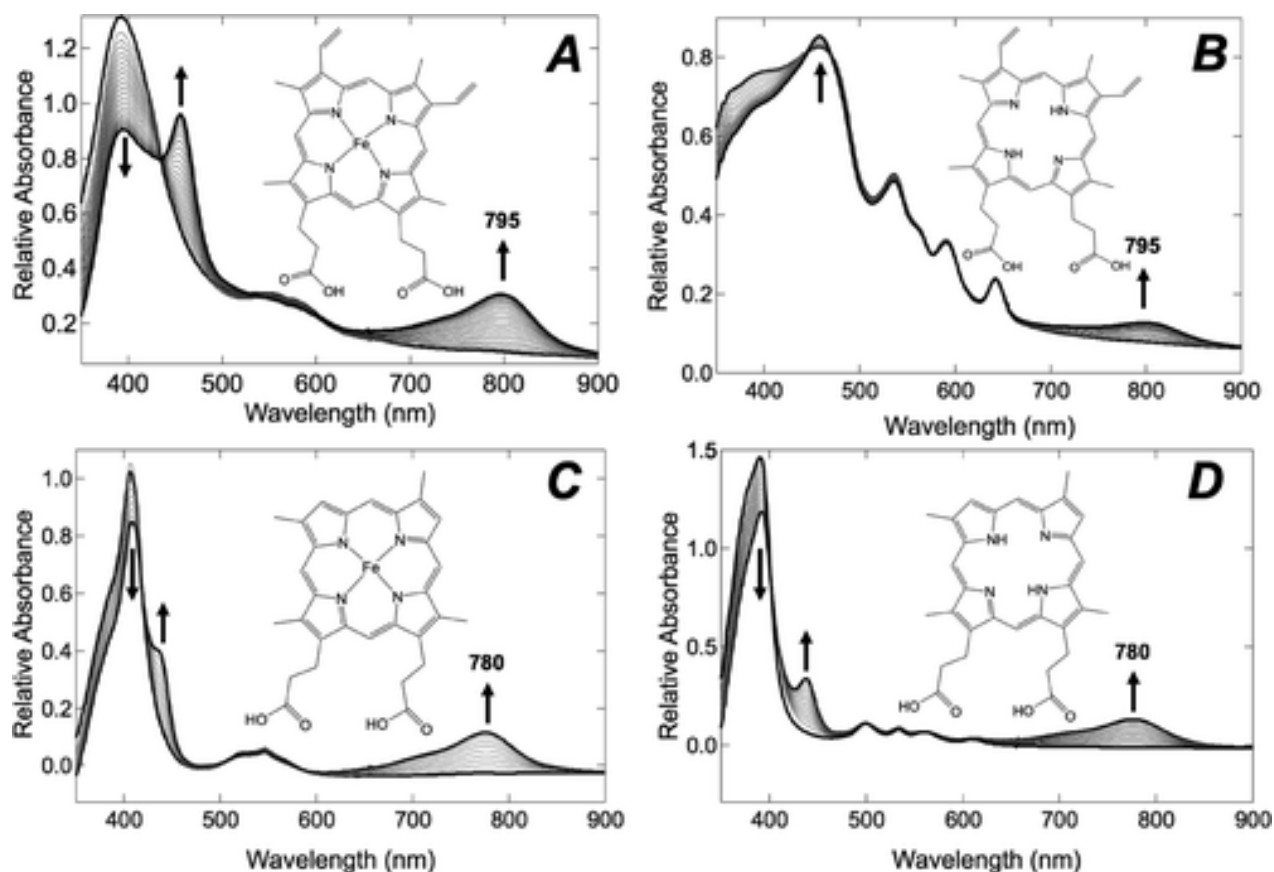 A
Relative Absorbance
1.2
1.0
0.8
0.6
0.4
0.2
795
N
N
Fe
N
N
O
OH
O
OH
400 500 600 700 800 900
Wavelength (nm)
B
Relative Absorbance
0.8
0.6
0.4
0.2
0.0
795
N
HN
NH
N
O
OH
O
OH
400 500 600 700 800 900
Wavelength (nm)
C
Relative Absorbance
1.0
0.8
0.6
0.4
0.2
0.0
780
N
N
Fe
N
N
HO
O
HO
O
400 500 600 700 800 900
Wavelength (nm)
D
Relative Absorbance
1.5
1.0
0.5
0.0
780
NH
N
N
HN
HO
O
HO
O
400 500 600 700 800 900
Wavelength (nm)